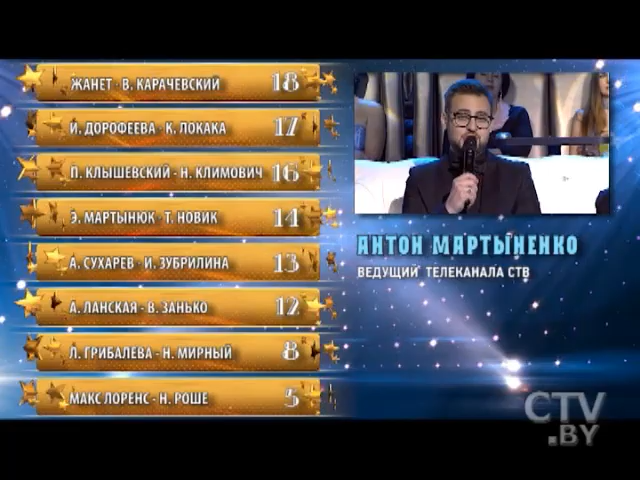 ЖАНЕТ - В. КАРАЧЕВСКИЙ 18
И. ДОРОФЕЕВА - К. ЛОКАКА 17
П. КЛЫШЕВСКИЙ - Н. КЛИМОВИЧ 16
Э. МАРТЫНЮК - Т. НОВИК 14
А. СУХАРЕВ - И. ЗУБРИЛИНА 13
А. ЛАНСКАЯ - В. ЗАНЬКО 12
Л. ГРИБАЛЕВА - Н. МИРНЫЙ 8
МАКС ЛОРЕНС - Н. РОШЕ 5
АНТОН МАРТЫНЕНКО
ВЕДУЩИЙ ТЕЛЕКАНАЛА СТВ
CTV
.BY